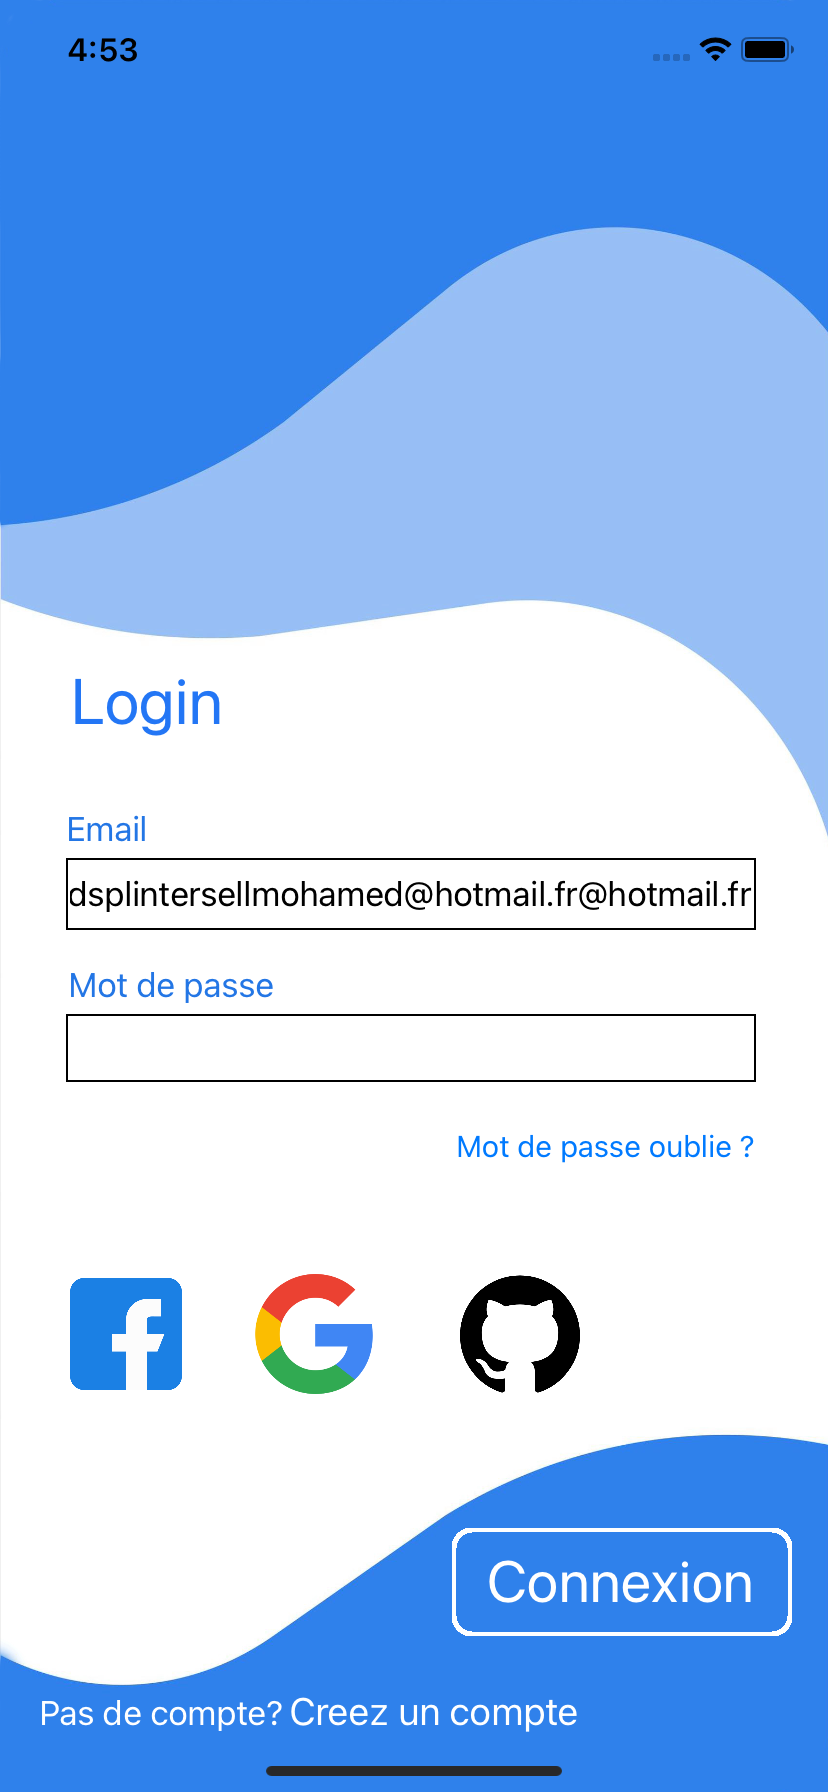 4:53
Login
Email
dsplintersellmohamed@hotmail.fr@hotmail.fr
Mot de passe
Mot de passe oublie ?
Connexion
Pas de compte? Creez un compte